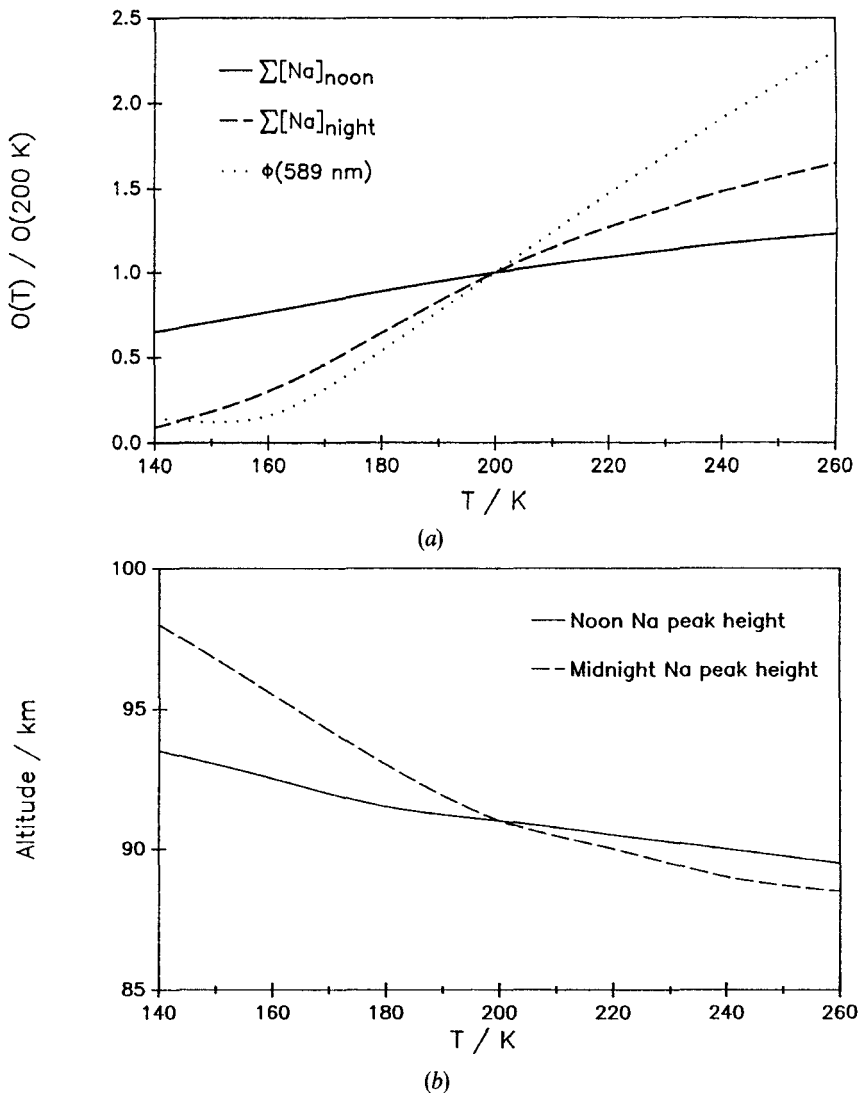 2.5
2.0
1.5
1.0
0.5
0.0
O(T) / O(200 K)
∑[Na]noon
∑[Na]night
Φ(589 nm)
140 160 180 200 220 240 260
T / K
(a)
100
95
90
85
Altitude / km
Noon Na peak height
Midnight Na peak height
140 160 180 200 220 240 260
T / K
(b)